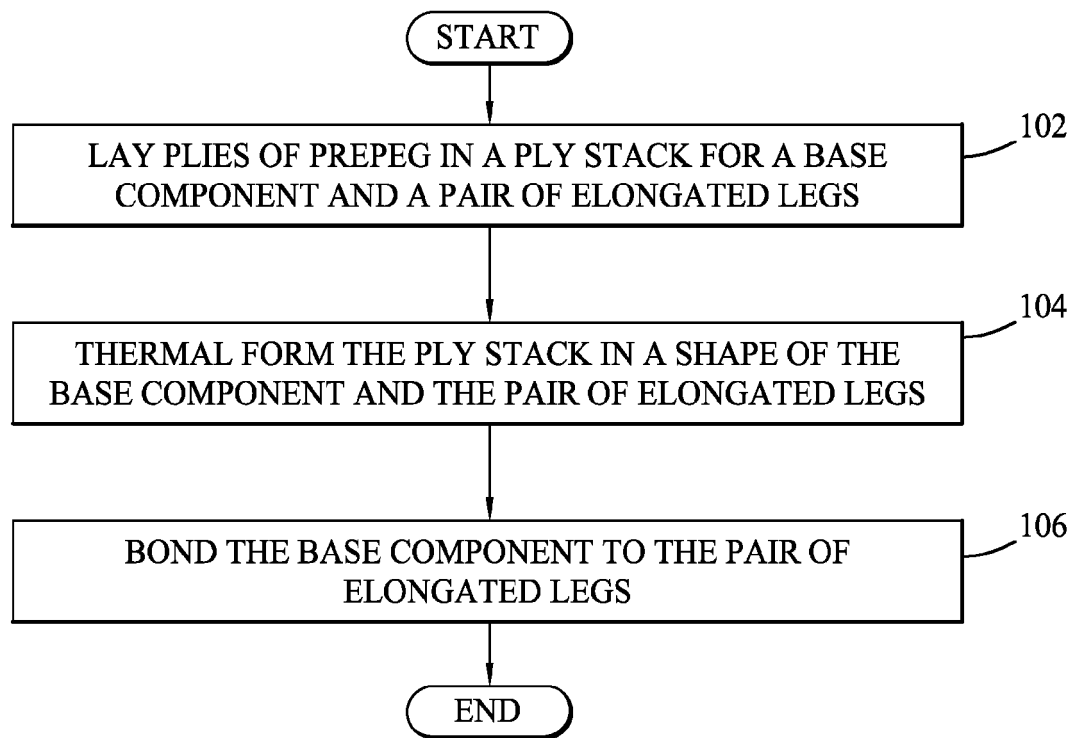 START
LAY PLIES OF PREPEG IN A PLY STACK FOR A BASE
COMPONENT AND A PAIR OF ELONGATED LEGS
102
THERMAL FORM THE PLY STACK IN A SHAPE OF THE
BASE COMPONENT AND THE PAIR OF ELONGATED LEGS
104
BOND THE BASE COMPONENT TO THE PAIR OF
ELONGATED LEGS
106
END